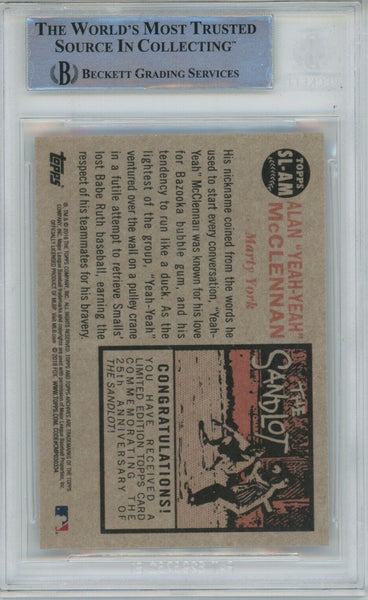 THE WORLD'S MOST TRUSTED
SOURCE IN COLLECTING™
B BECKETT GRADING SERVICES
TOPPS
SL-AM
ALAN "YEAH-YEAH"
McCLENNAN
Marty York
His nickname coined from the words he
used to start every conversation, "Yeah-
Yeah" McClennan was known for his love
for Bazooka bubble gum, and his
tendency to run like a duck. As the
lightest of the group, "Yeah-Yeah"
ventured over the wall on a pulley crane
in a futile attempt to retrieve Smalls'
lost Babe Ruth baseball, earning the
respect of his teammates for his bravery.
THE
SANDLOT
CONGRATULATIONS!
YOU HAVE RECEIVED A
LIMITED EDITION TOPPS CARD
COMMEMORATING THE
25th ANNIVERSARY OF
THE SANDLOT!
Topps